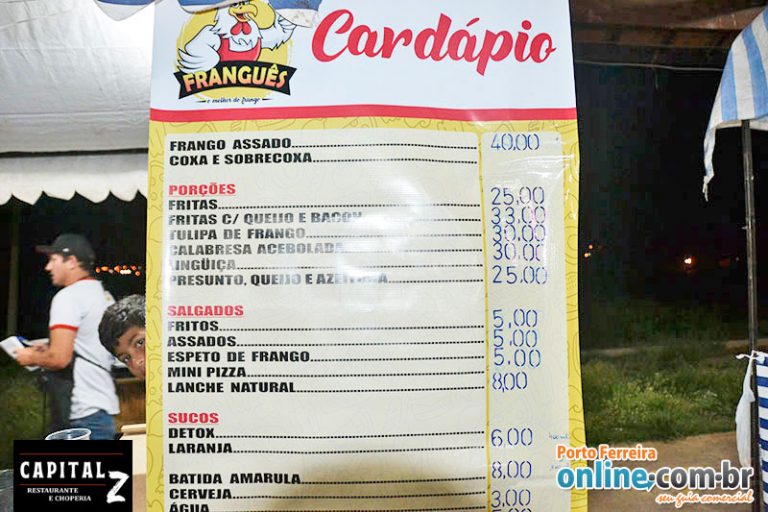 FRANGUÊS
o melhor do frango
Cardápio
FRANGO ASSADO 40,00
COXA E SOBRECOXA
PORÇÕES
FRITAS 25,00
FRITAS C/ QUEIJO E BACON 33,00
TULIPA DE FRANGO 30,00
CALABRESA ACEBOLADA 30,00
LINGÜIÇA
PRESUNTO, QUEIJO E AZEITONA 25,00
SALGADOS
FRITOS 5,00
ASSADOS 5,00
ESPETO DE FRANGO 5,00
MINI PIZZA
LANCHE NATURAL 8,00
SUCOS
DETOX 6,00
LARANJA
BATIDA AMARULA 8,00
CERVEJA 3,00
ÁGUA
CAPITAL Z
RESTAURANTE
E CHOPERIA
Porto Ferreira
online.com.br
seu guia comercial